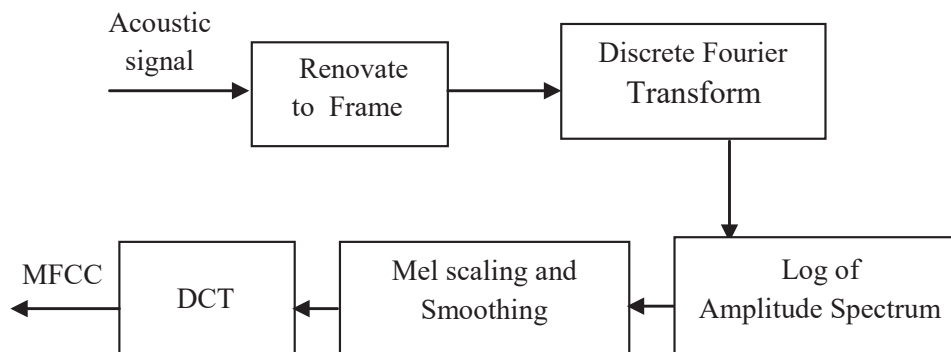 Acoustic
signal
Renovate
to Frame
Discrete Fourier
Transform
Log of
Amplitude Spectrum
Mel scaling and
Smoothing
DCT
MFCC